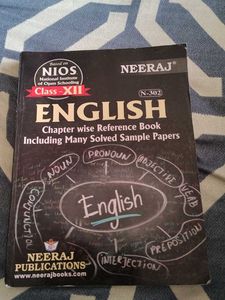 Based on
NIOS
National Institute
of Open Schooling
Class-XII
NEERAJ®
N-302
ENGLISH
Chapter wise Reference Book
Including Many Solved Sample Papers
NOUN
PRONOUN
ADJECTIVE
VERB
CONJUNCTION
English
PREPOSITION
INTERJECTION
NEERAJ
PUBLICATIONS
www.neerajbooks.com